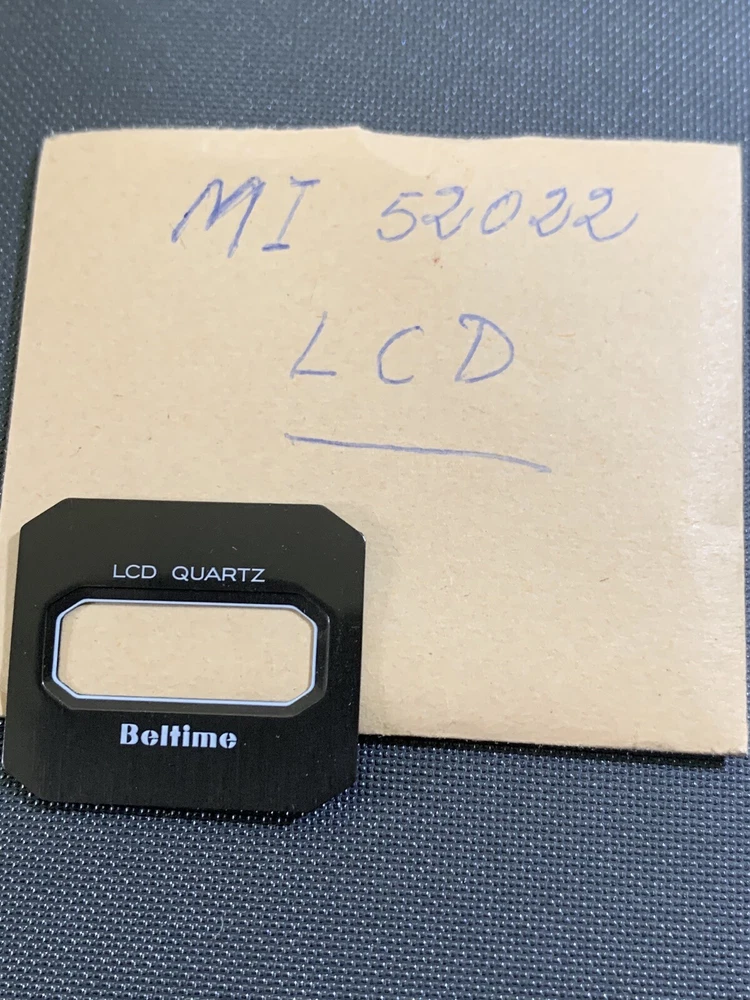 MI 52022
LCD
LCD QUARTZ
Beltime